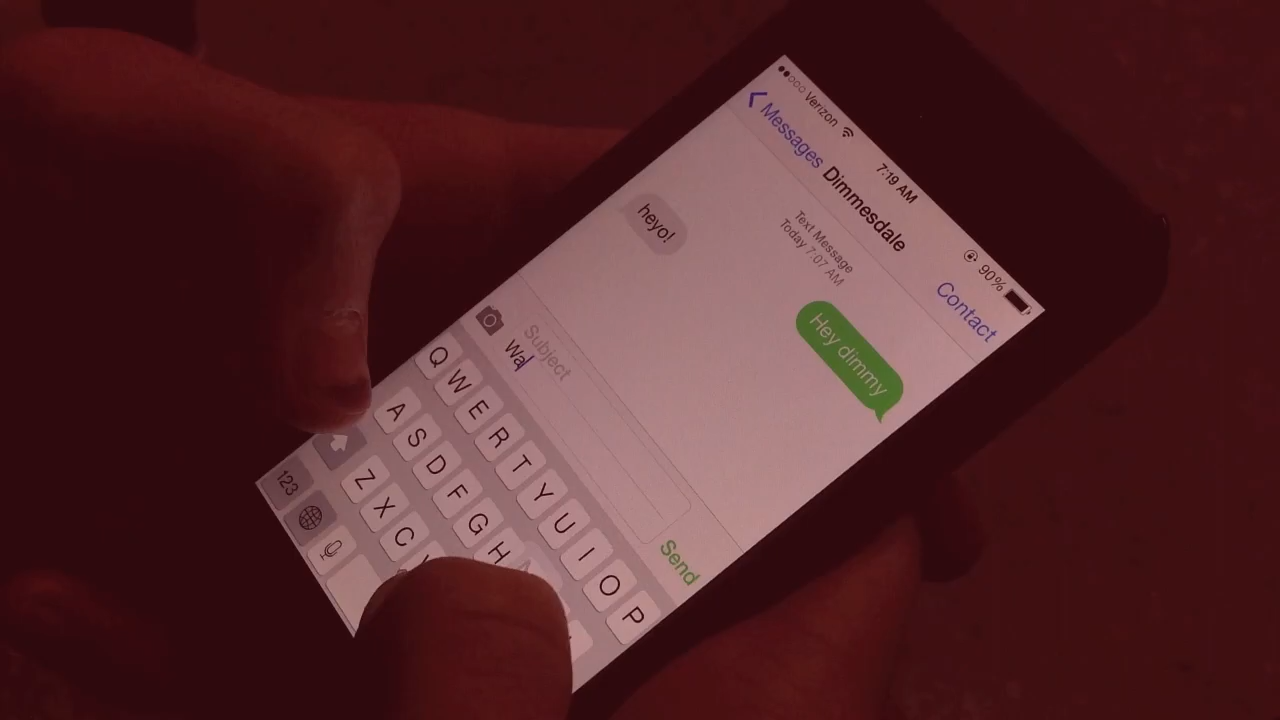 Verizon 7:19 AM 90%
Messages Dimmesdale Contact
Text Message
Today 7:07 AM
Hey dimmy
heyo!
Subject
Wa
Send
Q W E R T Y U I O P
A S D F G H
Z X C
123